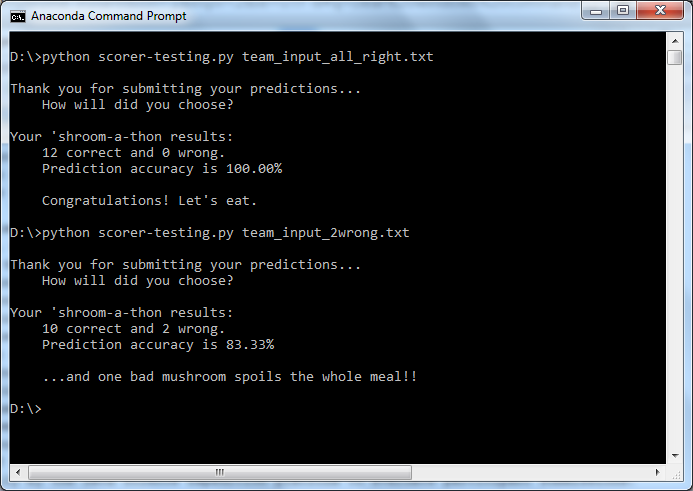 Anaconda Command Prompt
D:\>python scorer-testing.py team_input_all_right.txt
Thank you for submitting your predictions...
How will did you choose?
Your 'shroom-a-thon results:
12 correct and 0 wrong.
Prediction accuracy is 100.00%
Congratulations! Let's eat.
D:\>python scorer-testing.py team_input_2wrong.txt
Thank you for submitting your predictions...
How will did you choose?
Your 'shroom-a-thon results:
10 correct and 2 wrong.
Prediction accuracy is 83.33%
...and one bad mushroom spoils the whole meal!!
D:\>